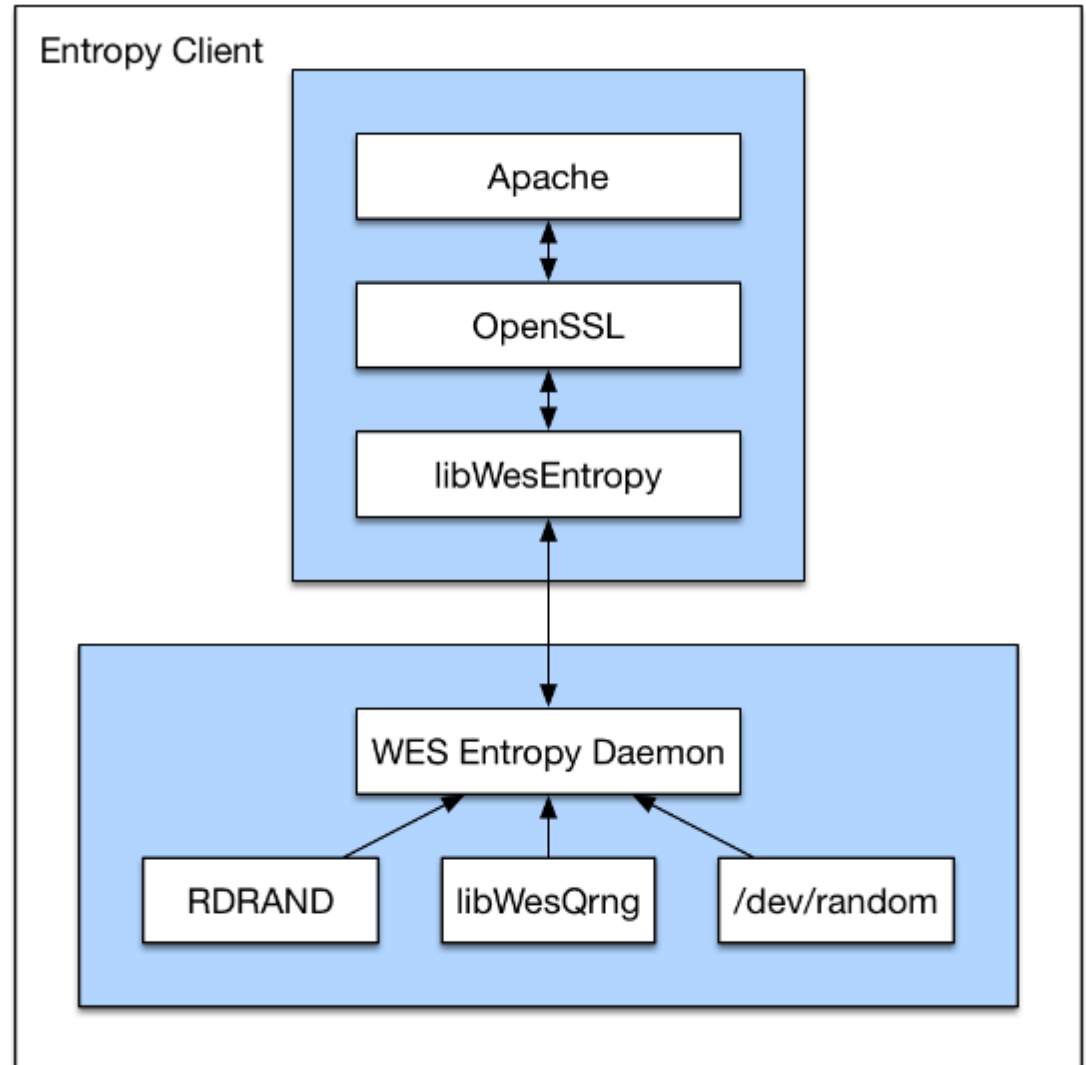 Entropy Client
Apache
OpenSSL
libWesEntropy
WES Entropy Daemon
RDRAND
libWesQrng
/dev/random